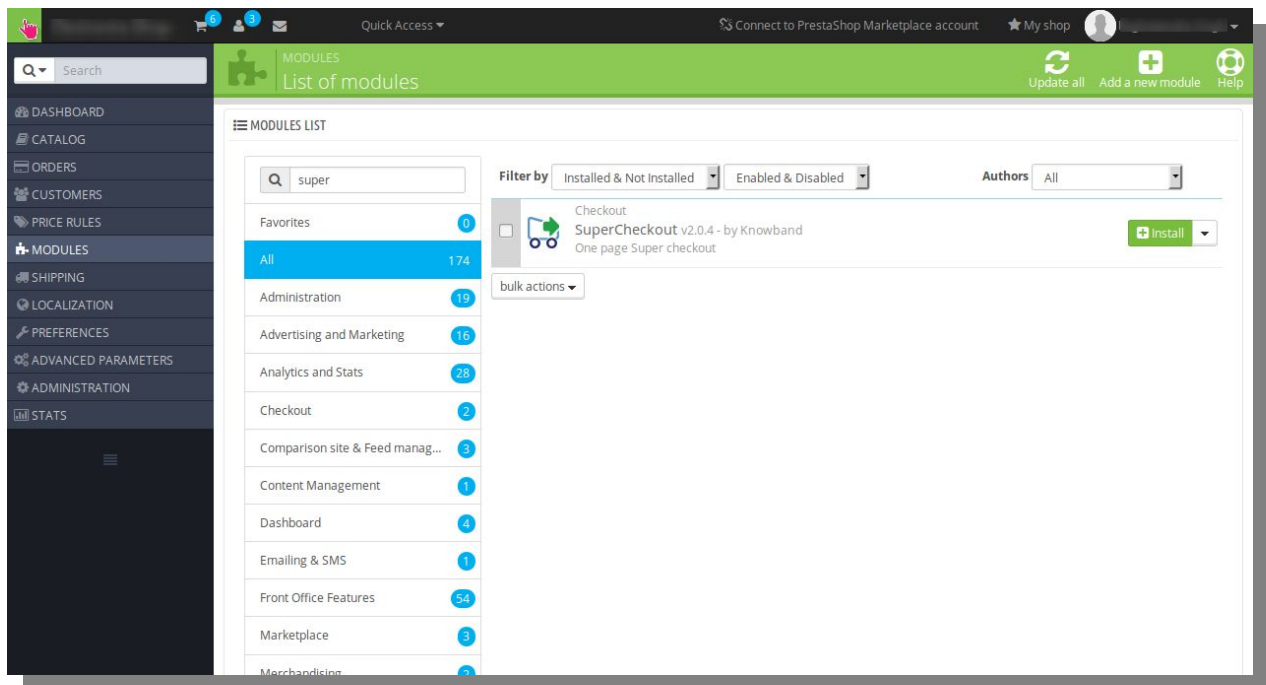 6
3
Quick Access
Connect to PrestaShop Marketplace account
My shop
Search
MODULES
List of modules
Update all
Add a new module
Help
DASHBOARD
CATALOG
ORDERS
CUSTOMERS
PRICE RULES
MODULES
SHIPPING
LOCALIZATION
PREFERENCES
ADVANCED PARAMETERS
ADMINISTRATION
STATS
MODULES LIST
super
Favorites 0
All 174
Administration 19
Advertising and Marketing 16
Analytics and Stats 28
Checkout 2
Comparison site & Feed manag... 3
Content Management 1
Dashboard 4
Emailing & SMS 1
Front Office Features 54
Marketplace 3
Merchandising 2
Filter by Installed & Not Installed Enabled & Disabled Authors All
Checkout
SuperCheckout v2.0.4 - by Knowband
One page Super checkout
Install
bulk actions